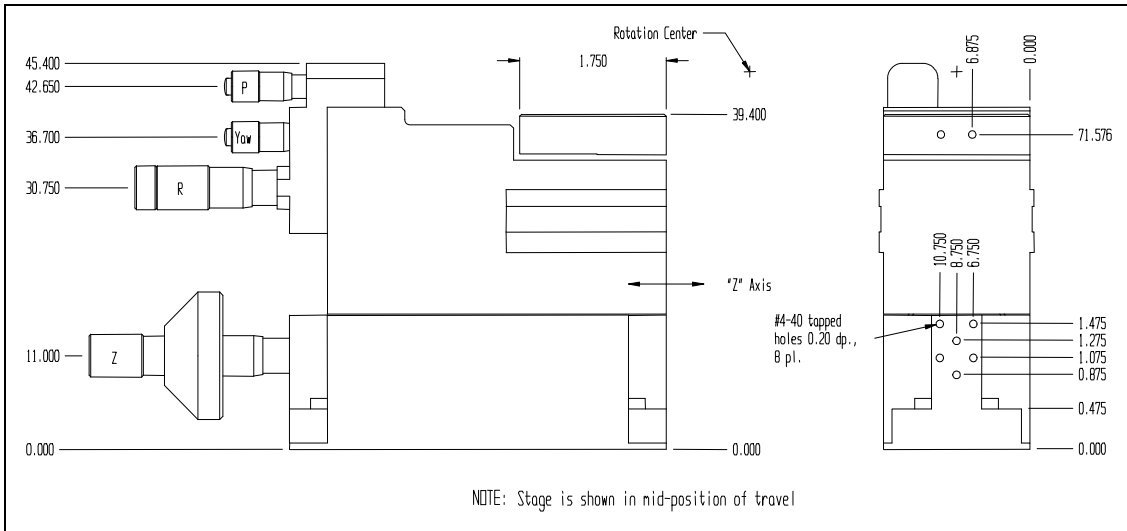 Rotation Center
1.750
6.875
0.000
45.400
42.650
P
39.400
36.700
Yaw
71.576
30.750
R
10.750
8.750
6.750
"Z" Axis
#4-40 tapped
holes 0.20 dp.,
8 pl.
1.475
1.275
1.075
0.875
11.000
Z
0.475
0.000
0.000
0.000
NOTE: Stage is shown in mid-position of travel